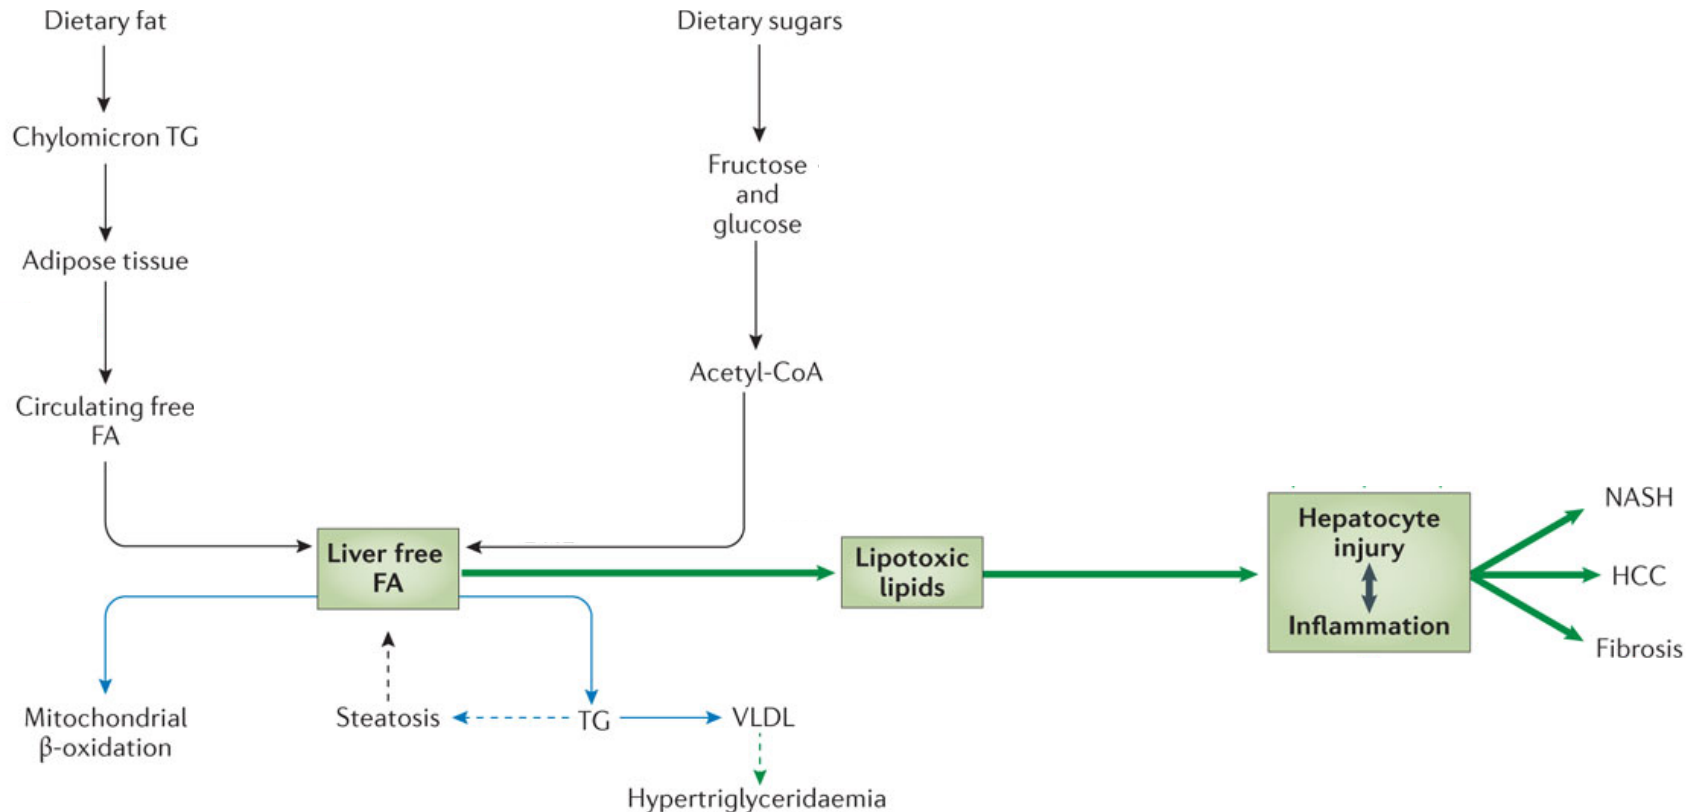 Dietary fat
Dietary sugars
Chylomicron TG
Fructose
and
glucose
Adipose tissue
Acetyl-CoA
Circulating free
FA
Liver free
FA
Lipotoxic
lipids
Hepatocyte
injury
Inflammation
NASH
HCC
Fibrosis
Mitochondrial
β-oxidation
Steatosis
TG
VLDL
Hypertriglyceridaemia